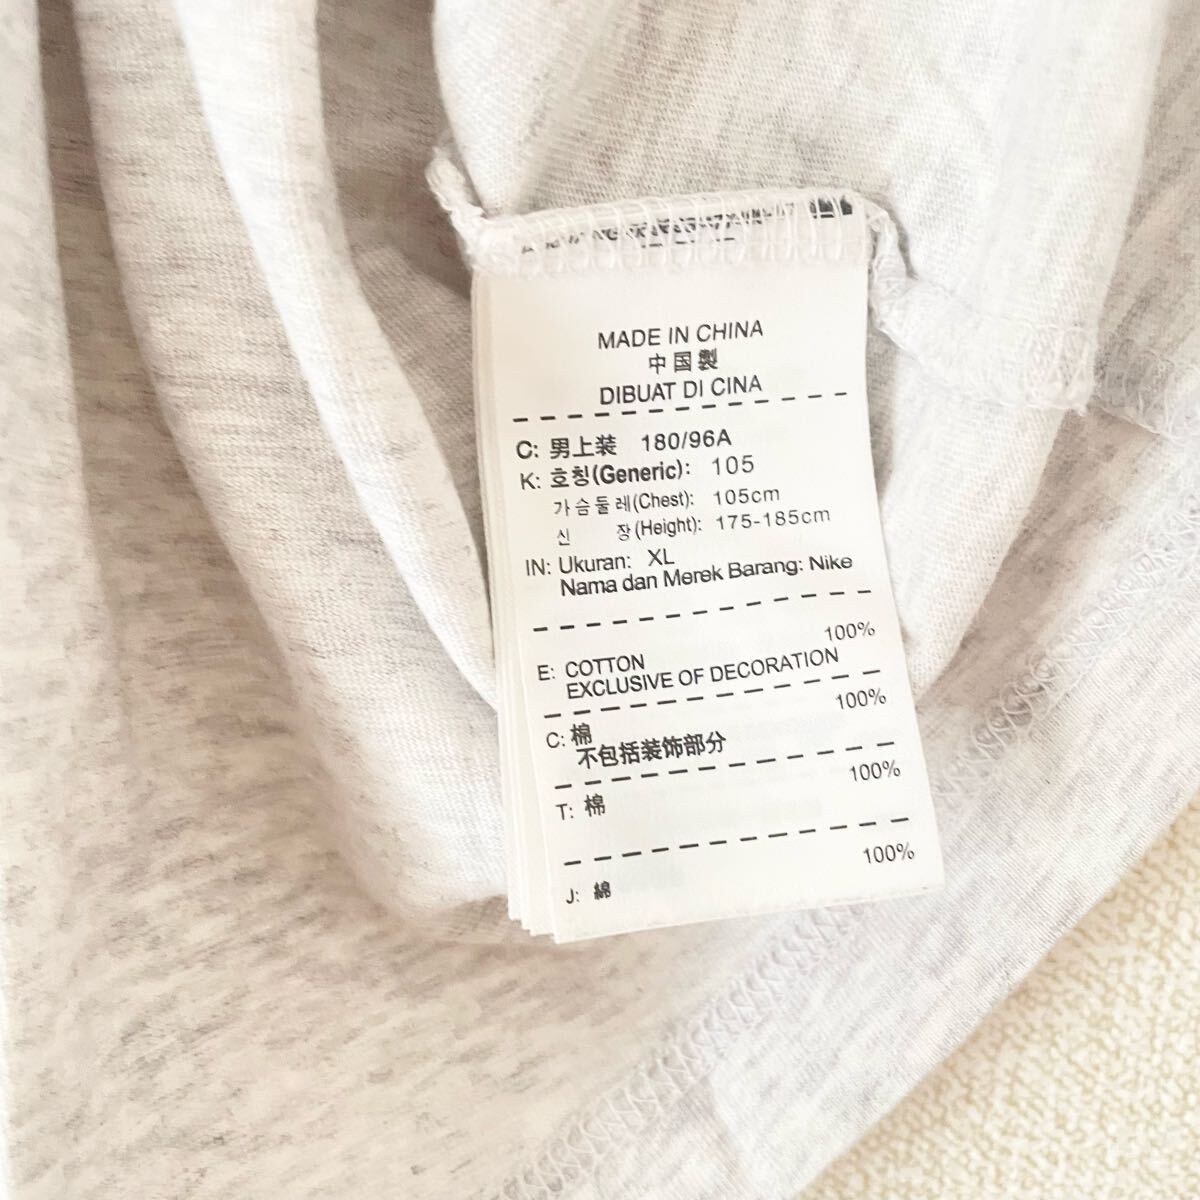 MADE IN CHINA
中国製
DIBUAT DI CINA
C: 男上装 180/96A
K: 호칭(Generic): 105
가슴둘레(Chest): 105cm
신 장(Height): 175-185cm
IN: Ukuran: XL
Nama dan Merek Barang: Nike
100%
E: COTTON
EXCLUSIVE OF DECORATION
100%
C: 棉
不包括装饰部分
100%
T: 棉
100%
J: 綿